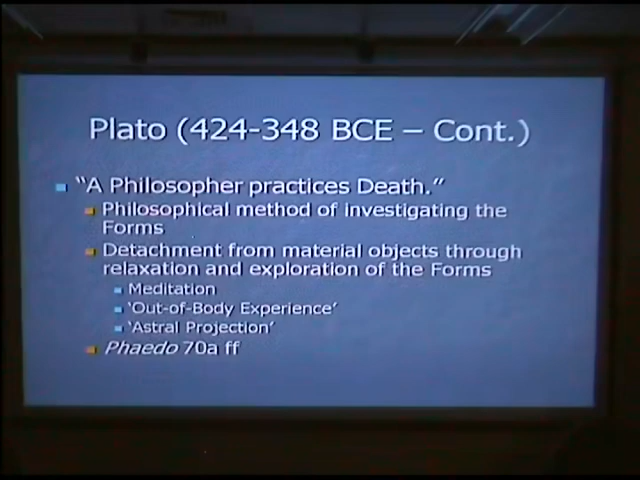 Plato (424-348 BCE – Cont.)
“A Philosopher practices Death.”
Philosophical method of investigating the
Forms
Detachment from material objects through
relaxation and exploration of the Forms
Meditation
‘Out-of-Body Experience’
‘Astral Projection’
Phaedo 70a ff